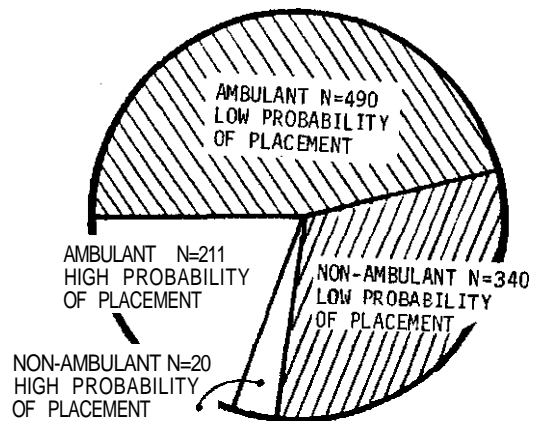 AMBULANT N=490
LOW PROBABILITY
OF PLACEMENT
AMBULANT N=211
HIGH PROBABILITY
OF PLACEMENT
NON-AMBULANT N=340
LOW PROBABILITY
OF PLACEMENT
NON-AMBULANT N=20
HIGH PROBABILITY
OF PLACEMENT